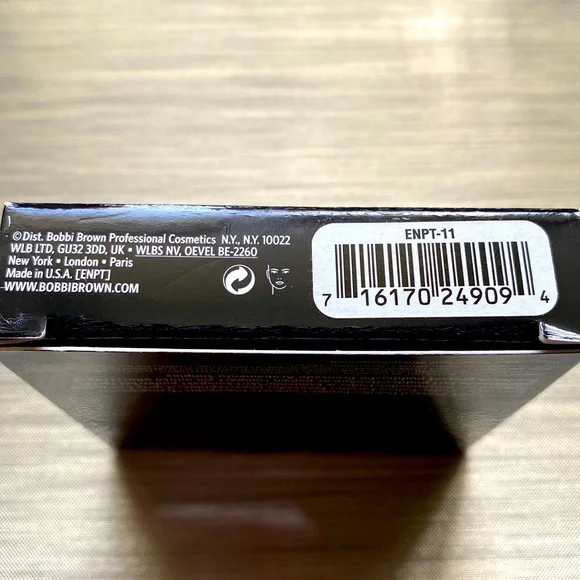 ©Dist. Bobbi Brown Professional Cosmetics N.Y., N.Y. 10022
WLB LTD, GU32 3DD, UK • WLBS NV, OEVEL BE-2260
New York • London • Paris
Made in U.S.A. [ENPT]
WWW.BOBBIBROWN.COM
ENPT-11
7 16170 24909 4